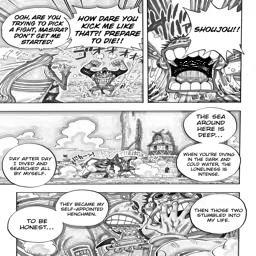 OOH, ARE YOU
TRYING TO PICK
A FIGHT, MASIRA?
DON'T GET ME
STARTED!
HOW DARE YOU
KICK ME LIKE
THAT?! PREPARE
TO DIE!!
SHOUJOU!!
THE SEA
AROUND
HERE IS
DEEP...
WHEN YOU'RE DIVING
IN THE DARK AND
COLD WATER, THE
LONELINESS IS
INTENSE.
DAY AFTER DAY
I DIVED AND
SEARCHED ALL
BY MYSELF.
THEN THOSE TWO
STUMBLED INTO
MY LIFE.
THEY BECAME MY
SELF-APPOINTED
HENCHMEN.
TO BE
HONEST...